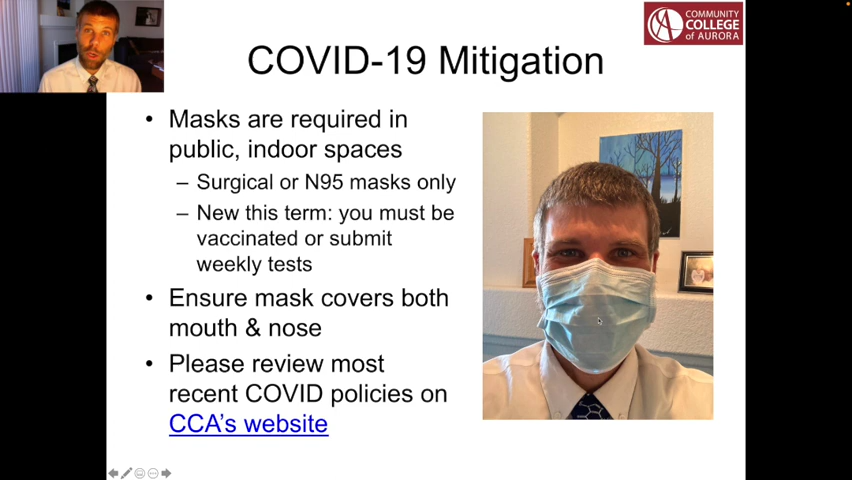 COMMUNITY
COLLEGE
of AURORA
COVID-19 Mitigation
• Masks are required in
public, indoor spaces
– Surgical or N95 masks only
– New this term: you must be
vaccinated or submit
weekly tests
• Ensure mask covers both
mouth & nose
• Please review most
recent COVID policies on
CCA's website